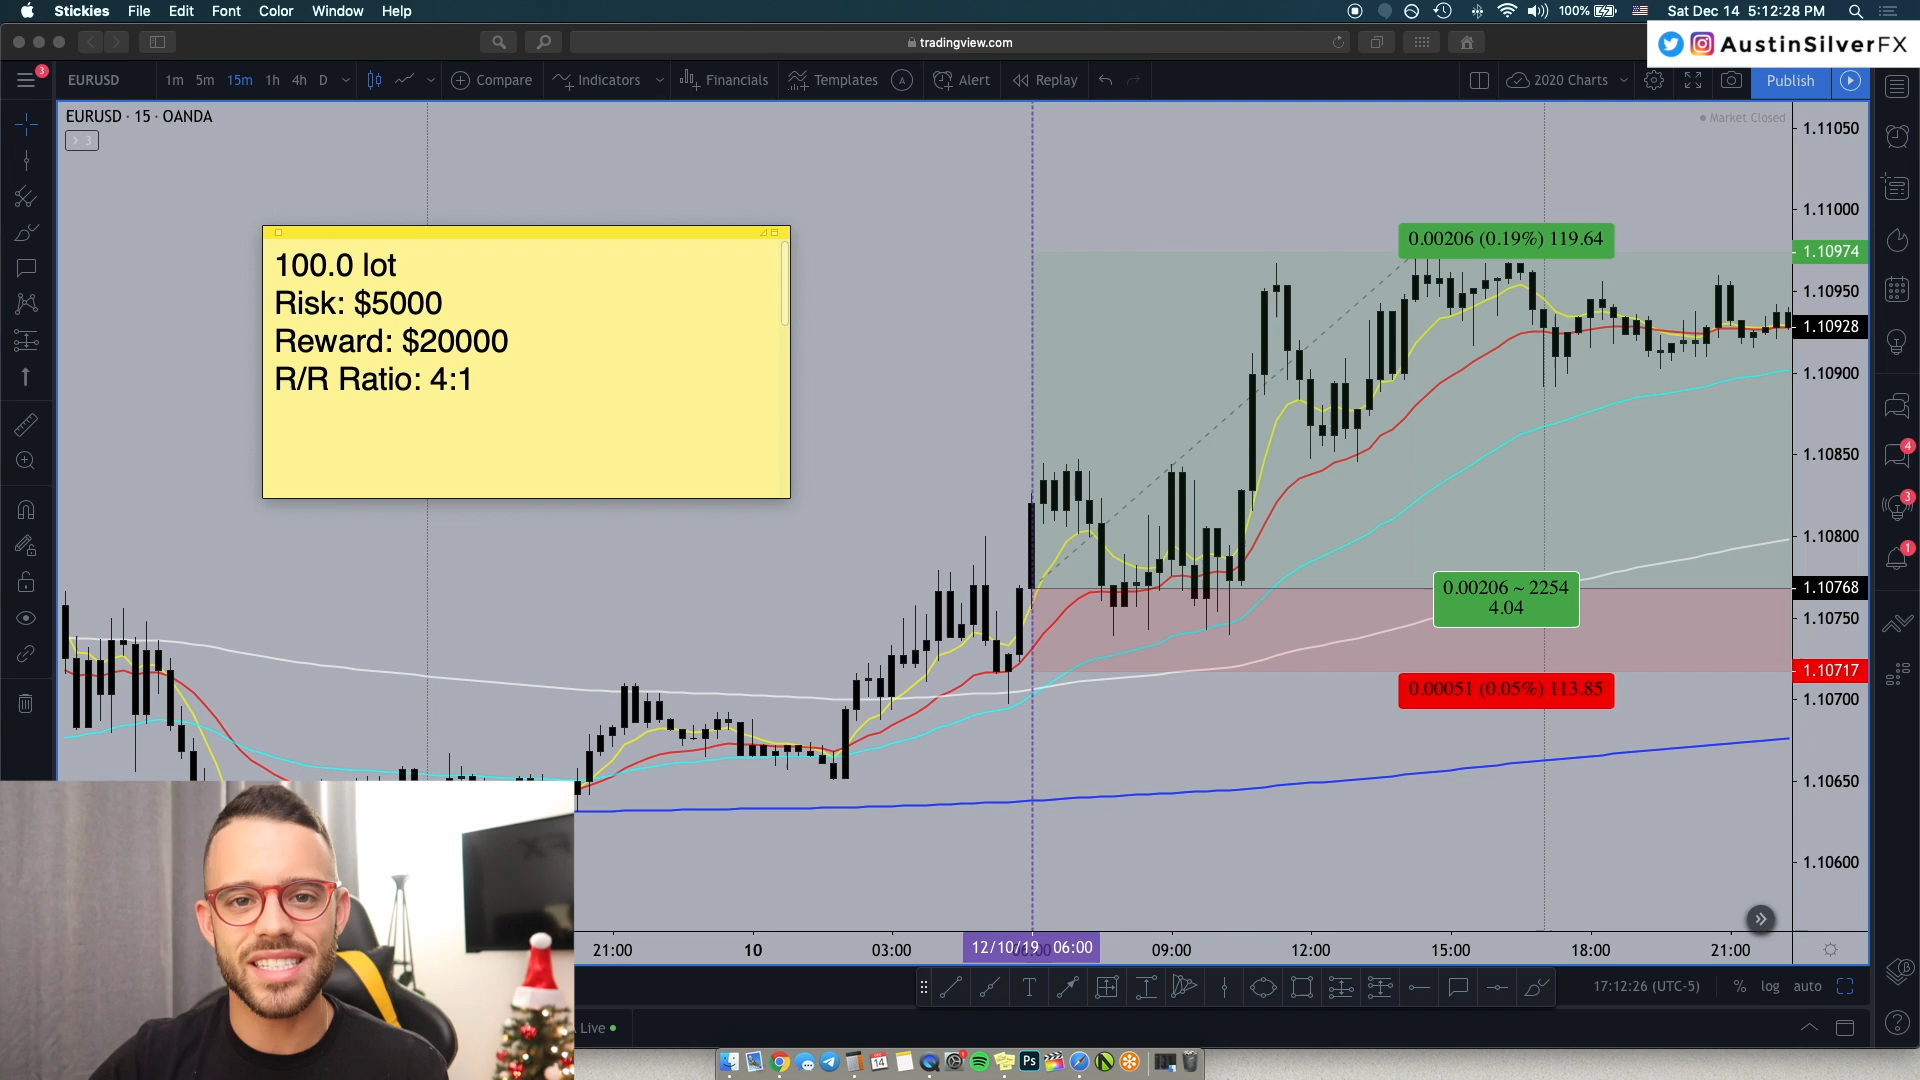 Stickies File Edit Font Color Window Help
100% Sat Dec 14 5:12:28 PM
tradingview.com
AustinSilverFX
3
EURUSD 1m 5m 15m 1h 4h D Compare Indicators Financials Templates A Alert Replay 2020 Charts Publish
EURUSD · 15 · OANDA
Market Closed
3
1.11050
1.11000
1.10974
1.10950
1.10928
1.10900
1.10850
1.10800
1.10768
1.10750
1.10717
1.10700
1.10650
1.10600
100.0 lot
Risk: $5000
Reward: $20000
R/R Ratio: 4:1
0.00206 (0.19%) 119.64
0.00206 ~ 2254
4.04
0.00051 (0.05%) 113.85
4
3
1
21:00 10 03:00 12/10/19 06:00 09:00 12:00 15:00 18:00 21:00
T
17:12:26 (UTC-5) % log auto
Live
Ps